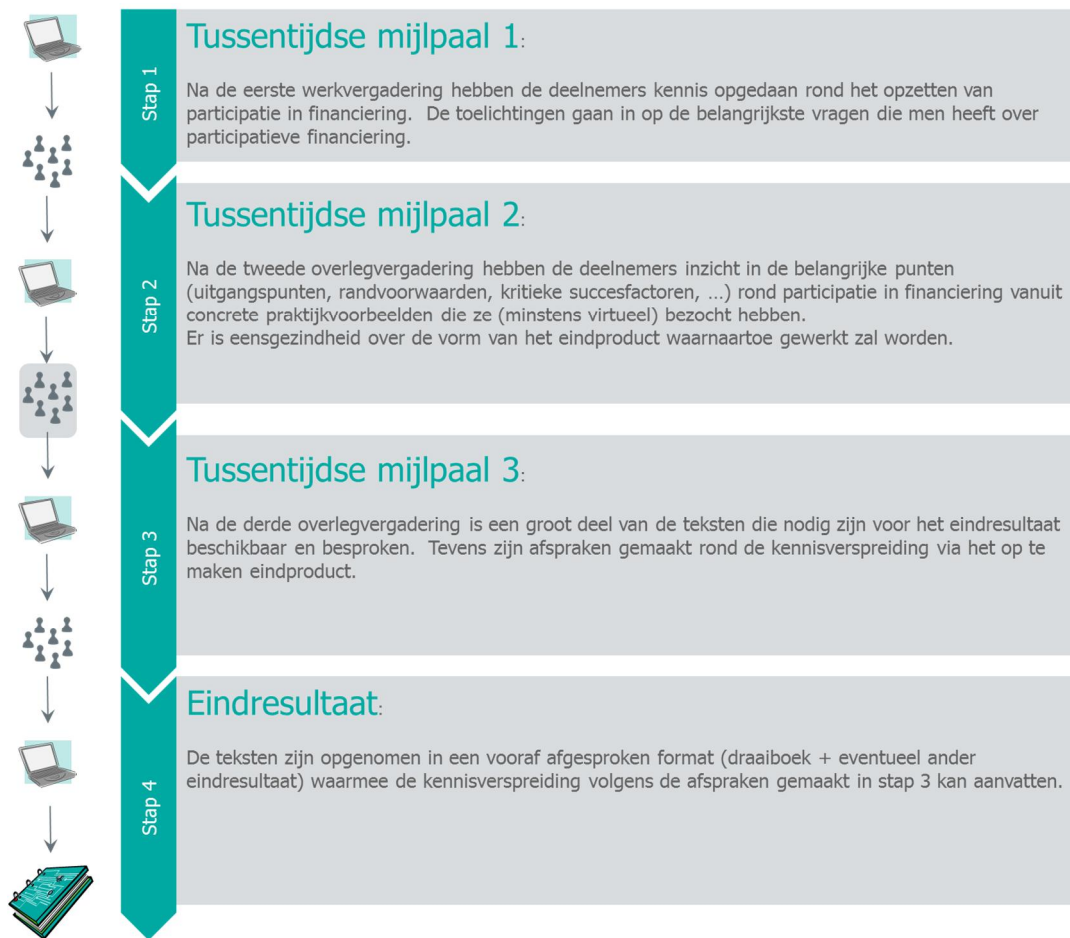 Stap 1
Tussentijdse mijlpaal 1:
Na de eerste werkvergadering hebben de deelnemers kennis opgedaan rond het opzetten van
participatie in financiering.  De toelichtingen gaan in op de belangrijkste vragen die men heeft over
participatieve financiering.
Stap 2
Tussentijdse mijlpaal 2:
Na de tweede overlegvergadering hebben de deelnemers inzicht in de belangrijke punten
(uitgangspunten, randvoorwaarden, kritieke succesfactoren, ...) rond participatie in financiering vanuit
concrete praktijkvoorbeelden die ze (minstens virtueel) bezocht hebben.
Er is eensgezindheid over de vorm van het eindproduct waarnaartoe gewerkt zal worden.
Stap 3
Tussentijdse mijlpaal 3:
Na de derde overlegvergadering is een groot deel van de teksten die nodig zijn voor het eindresultaat
beschikbaar en besproken.  Tevens zijn afspraken gemaakt rond de kennisverspreiding via het op te
maken eindproduct.
Stap 4
Eindresultaat:
De teksten zijn opgenomen in een vooraf afgesproken format (draaiboek + eventueel ander
eindresultaat) waarmee de kennisverspreiding volgens de afspraken gemaakt in stap 3 kan aanvatten.